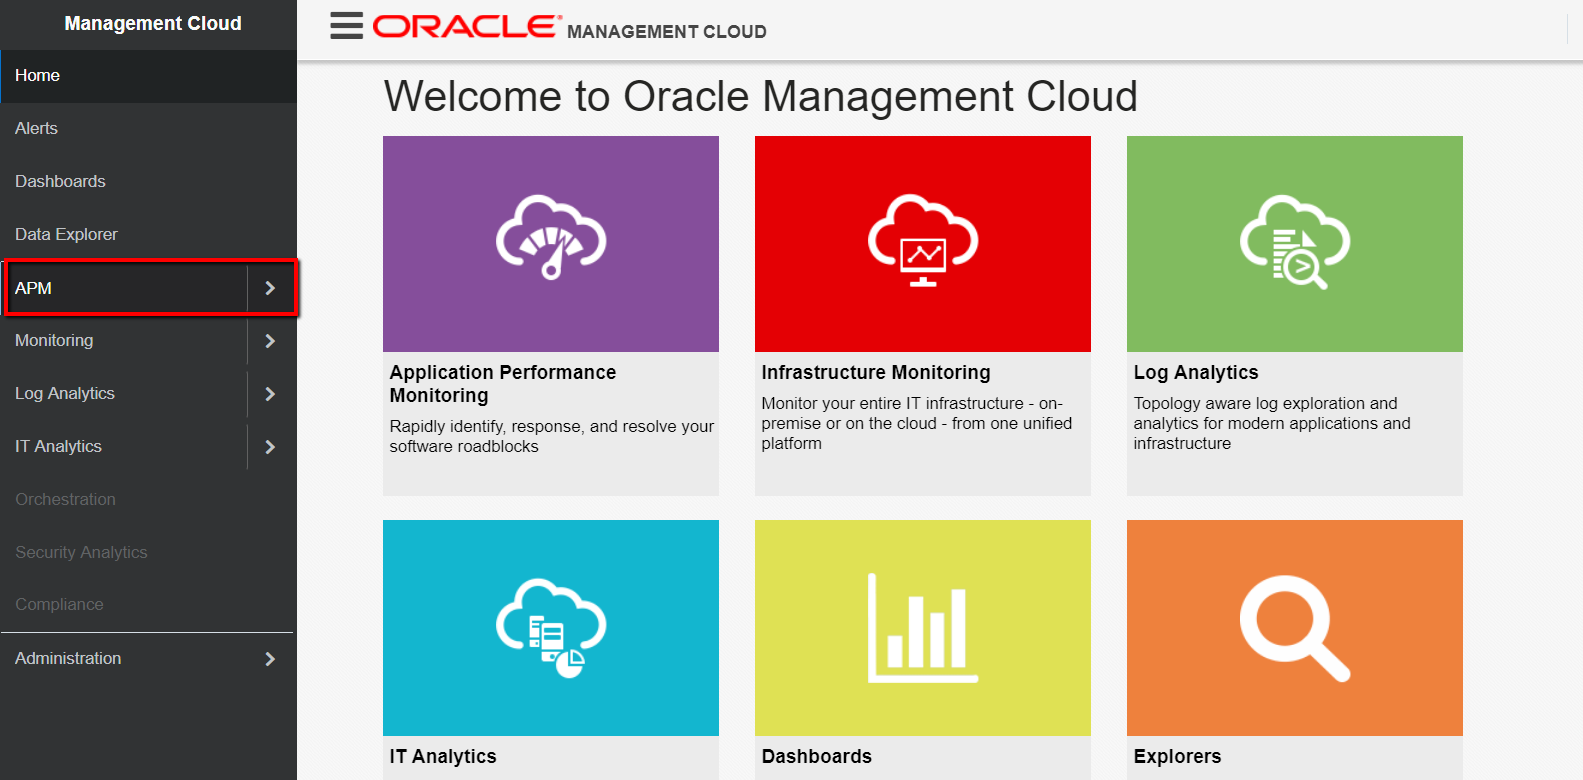 Management Cloud
Home
Alerts
Dashboards
Data Explorer
APM
Monitoring
Log Analytics
IT Analytics
Orchestration
Security Analytics
Compliance
Administration
ORACLE® MANAGEMENT CLOUD
Welcome to Oracle Management Cloud
Application Performance
Monitoring
Rapidly identify, response, and resolve your
software roadblocks
Infrastructure Monitoring
Monitor your entire IT infrastructure - on-
premise or on the cloud - from one unified
platform
Log Analytics
Topology aware log exploration and
analytics for modern applications and
infrastructure
IT Analytics
Dashboards
Explorers